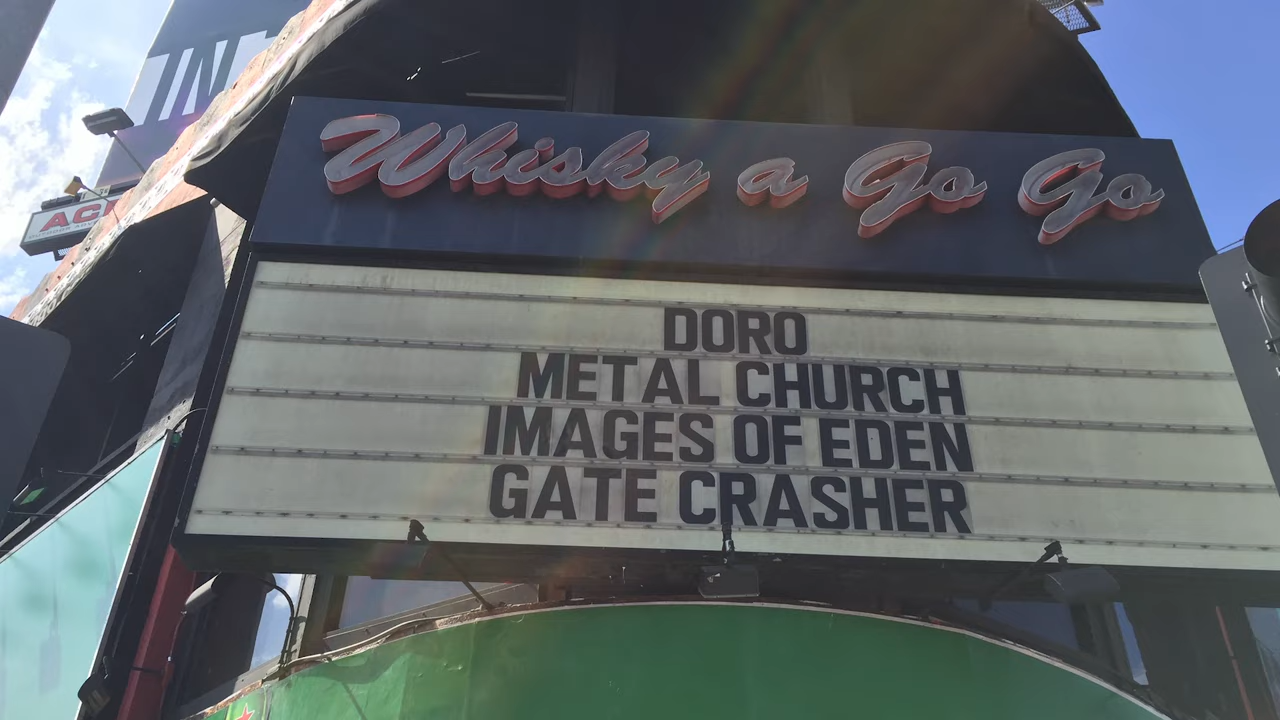 Whisky a Go Go
DORO
METAL CHURCH
IMAGES OF EDEN
GATE CRASHER